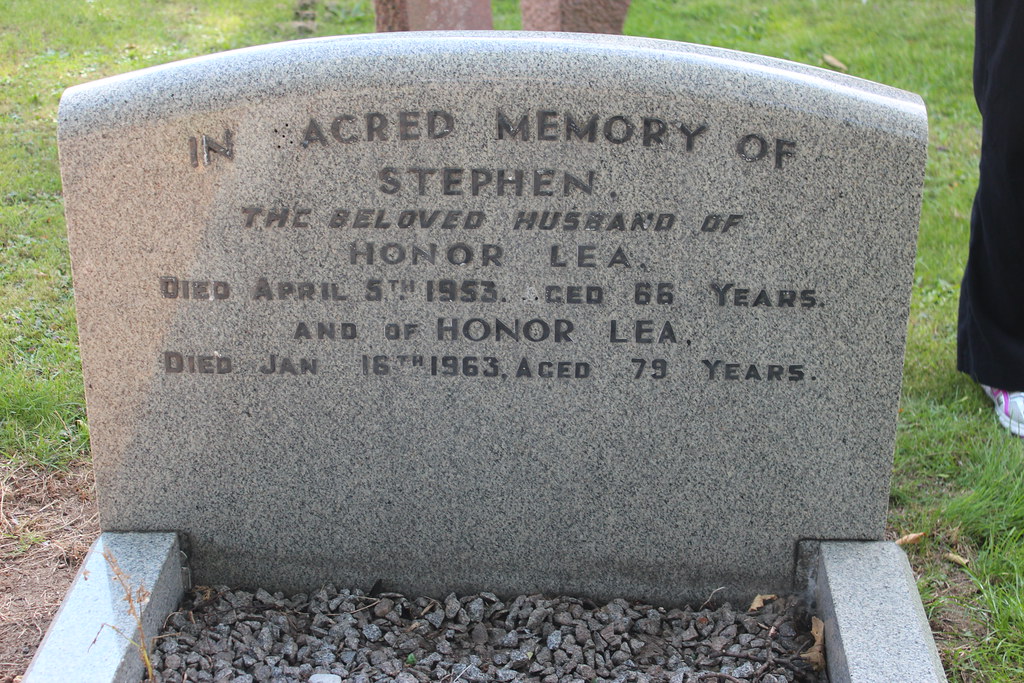 IN ACRED MEMORY OF
STEPHEN.
THE BELOVED HUSBAND OF
HONOR LEA.
DIED APRIL 5TH 1953. AGED 66 YEARS.
AND OF HONOR LEA,
DIED JAN 16TH 1963, AGED 79 YEARS.